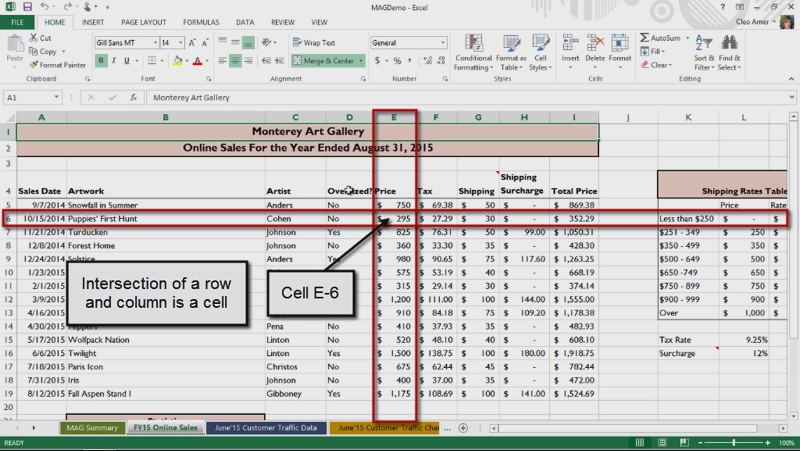 MAGDemo - Excel
FILE HOME INSERT PAGE LAYOUT FORMULAS DATA REVIEW VIEW
Cleo Amer
Cut
Copy
Format Painter
Paste
Gill Sans MT 14
Wrap Text
Merge & Center
General
Conditional Formatting
Format as Table
Cell Styles
Insert Delete Format
AutoSum
Fill
Clear
Sort & Filter
Find & Select
Clipboard Font Alignment Number Styles Cells Editing
A1 Monterey Art Gallery
A B C D E F G H I J K L
1 Monterey Art Gallery
2 Online Sales For the Year Ended August 31, 2015
3
4 Sales Date Artwork Artist Oversized? Price Tax Shipping Shipping Surcharge Total Price Shipping Rates Table
5 9/7/2014 Snowfall in Summer Anders No $ 750 $ 69.38 $ 50 $ - $ 869.38 Price Rate
6 10/15/2014 Puppies' First Hunt Cohen No $ 295 $ 27.29 $ 30 $ - $ 352.29 Less than $250 $ - $
7 11/21/2014 Turducken Johnson Yes $ 825 $ 76.31 $ 50 $ 99.00 $ 1,050.31 $251 - $349 $ 250 $
8 12/8/2014 Forest Home Johnson No $ 360 $ 33.30 $ 35 $ - $ 428.30 $350 - 499 $ 350 $
9 12/24/2014 Solstice Anders Yes $ 980 $ 90.65 $ 75 $ 117.60 $ 1,263.25 $500 - 649 $ 500 $
10 1/23/2015 $ 575 $ 53.19 $ 40 $ - $ 668.19 $650 -749 $ 650 $
11 2/1/2015 $ 315 $ 29.14 $ 30 $ - $ 374.14 $750 - 899 $ 750 $
12 3/9/2015 $ 1,200 $ 111.00 $ 100 $ 144.00 $ 1,555.00 $900 - 999 $ 900 $
13 4/16/2015 $ 910 $ 84.18 $ 75 $ 109.20 $ 1,178.38 Over $ 1,000 $
14 4/30/2015 Peppers Pena No $ 410 $ 37.93 $ 35 $ - $ 482.93
15 5/17/2015 Wolfpack Nation Linton No $ 520 $ 48.10 $ 40 $ - $ 608.10 Tax Rate 9.25%
16 6/6/2015 Twilight Linton Yes $ 1,500 $ 138.75 $ 100 $ 180.00 $ 1,918.75 Surcharge 12%
17 7/18/2015 Paris Icon Christos No $ 675 $ 62.44 $ 45 $ - $ 782.44
18 7/31/2015 Iris Johnson No $ 400 $ 37.00 $ 35 $ - $ 472.00
19 8/12/2015 Fall Aspen Stand I Gibboney Yes $ 1,175 $ 108.69 $ 100 $ 141.00 $ 1,524.69
20
Intersection of a row
and column is a cell
Cell E-6
MAG Summary FY15 Online Sales June'15 Customer Traffic Data June'15 Customer Traffic Char ...
READY 100%